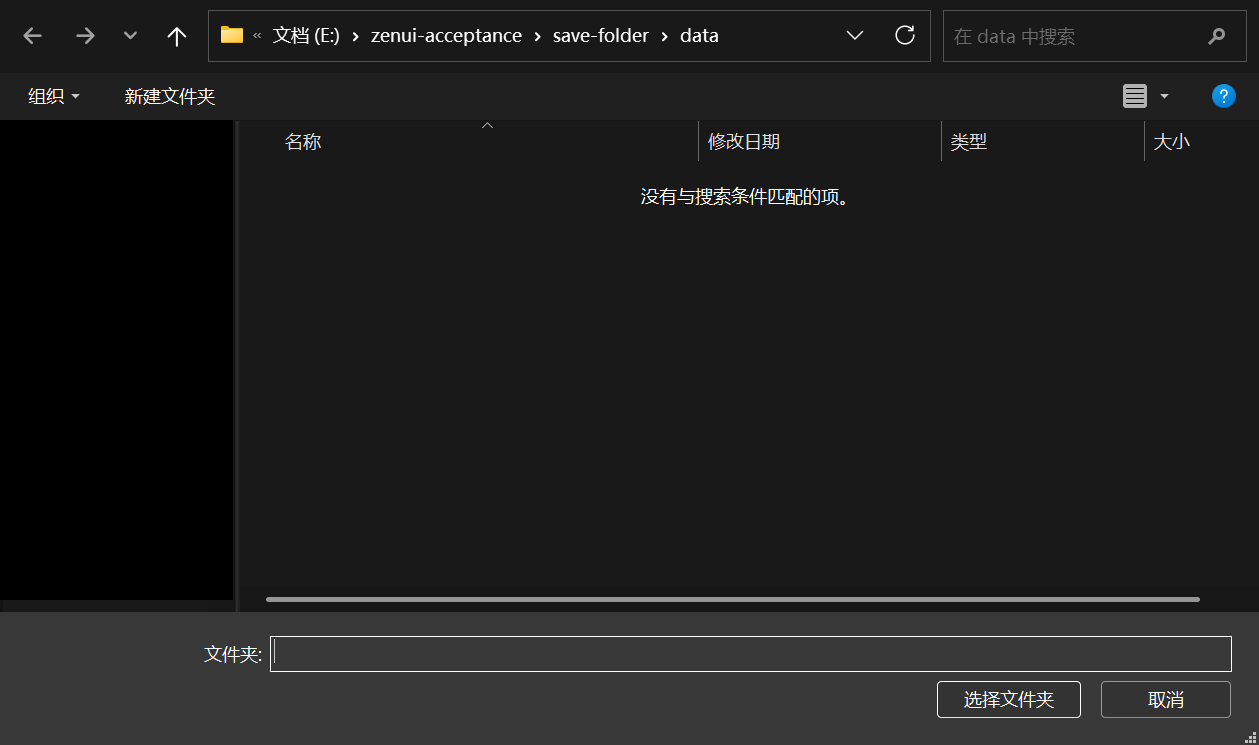 « 文档 (E:) › zenui-acceptance › save-folder › data
在 data 中搜索
组织 新建文件夹 ?
名称 修改日期 类型 大小
没有与搜索条件匹配的项。
文件夹:
选择文件夹 取消